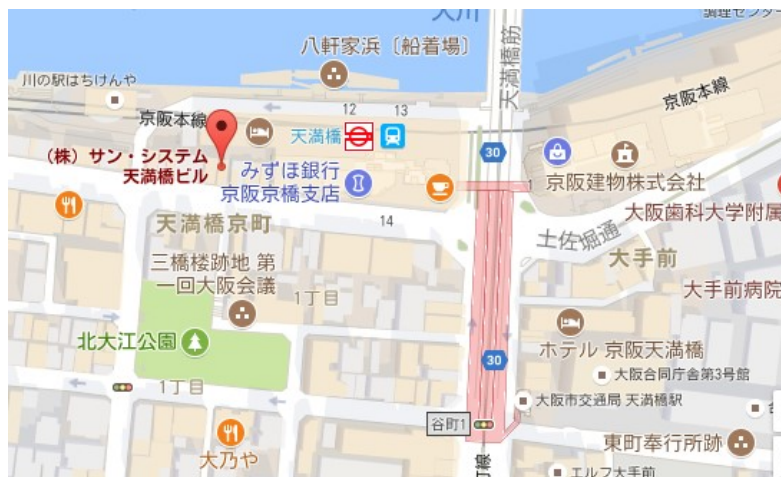 大川
調理センター
八軒家浜〔船着場〕
天満橋筋
川の駅はちけんや
京阪本線
12
13
京阪本線
天満橋
30
(株)サン・システム
天満橋ビル
みずほ銀行
京阪京橋支店
1
京阪建物株式会社
天満橋京町
14
土佐堀通
大阪歯科大学附属
大手前
三橋楼跡地 第
一回大阪会議
1丁目
大手前病院
北大江公園
30
ホテル 京阪天満橋
大阪合同庁舎第3号館
1丁目
大阪市交通局 天満橋駅
谷町1
大乃や
東町奉行所跡
町線
エルフ大手前